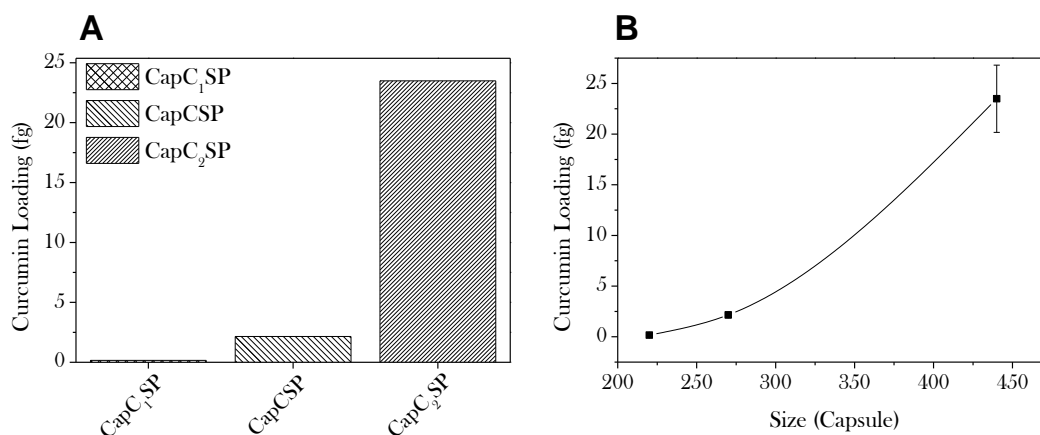 A
Curcumin Loading (fg)
25
20
15
10
5
0
CapC₁SP
CapCSP
CapC₂SP
CapC₁SP
CapCSP
CapC₂SP
B
Curcumin Loading (fg)
25
20
15
10
5
0
200 250 300 350 400 450
Size (Capsule)